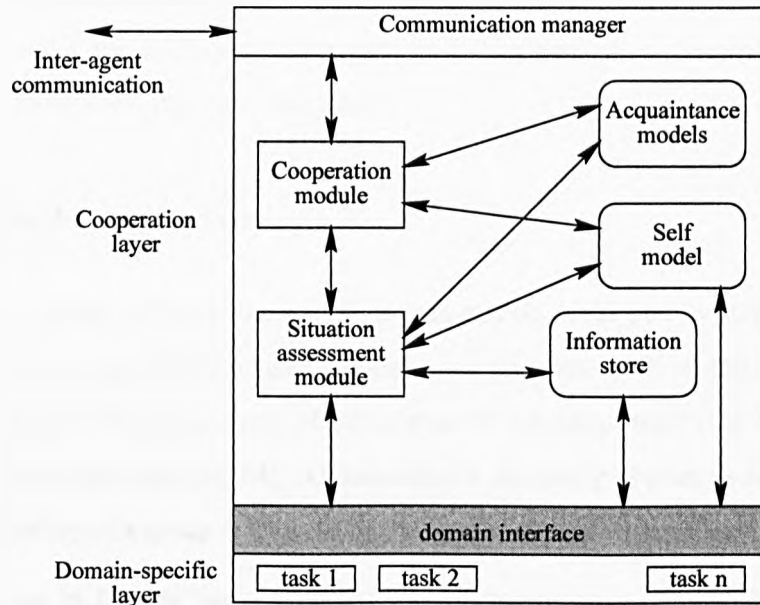 Communication manager
Inter-agent
communication
Acquaintance
models
Cooperation
module
Cooperation
layer
Self
model
Situation
assessment
module
Information
store
domain interface
Domain-specific
layer
task 1
task 2
task n